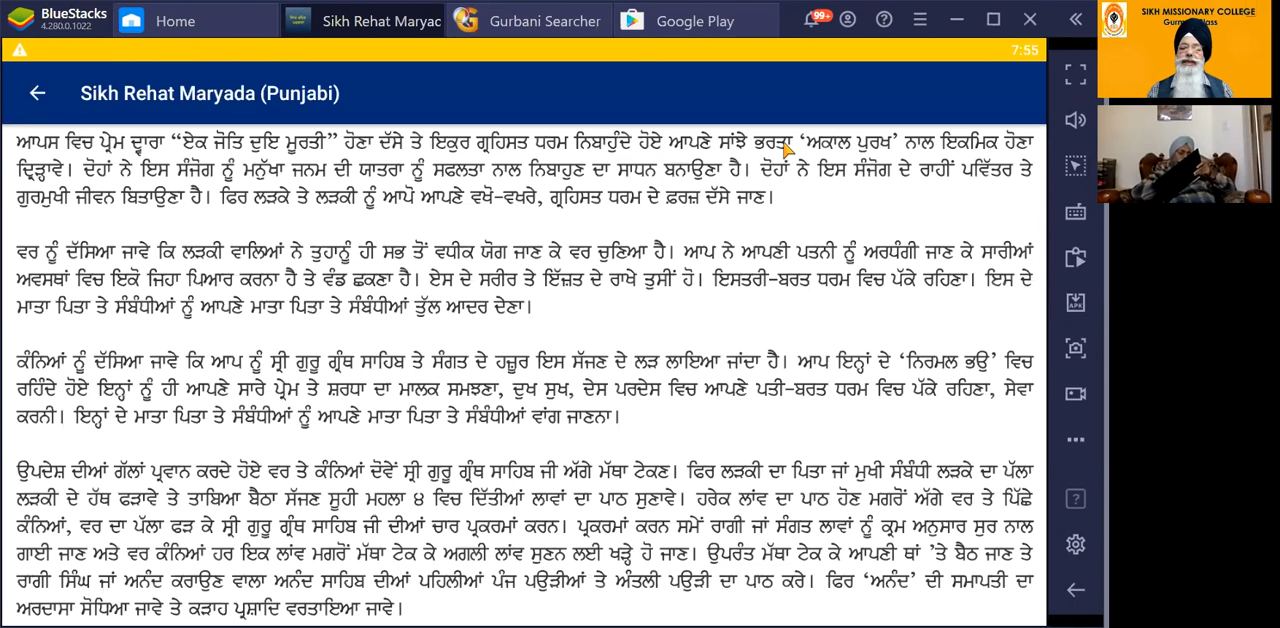 BlueStacks
4.280.0.1022
Home
Sikh Rehat Maryac
Gurbani Searcher
Google Play
99+
SIKH MISSIONARY COLLEGE
7:55
Sikh Rehat Maryada (Punjabi)
ਆਪਸ ਵਿਚ ਪ੍ਰੇਮ ਦ੍ਵਾਰਾ “ਏਕ ਜੋਤਿ ਦੁਇ ਮੂਰਤੀ” ਹੋਣਾ ਦੱਸੇ ਤੇ ਇਕੁਰ ਗ੍ਰਹਿਸਤ ਧਰਮ ਨਿਬਾਹੁੰਦੇ ਹੋਏ ਆਪਣੇ ਸਾਂਝੇ ਭਰਤਾ ‘ਅਕਾਲ ਪੁਰਖ’ ਨਾਲ ਇਕਮਿਕ ਹੋਣਾ
ਦ੍ਰਿੜ੍ਹਾਵੇ। ਦੋਹਾਂ ਨੇ ਇਸ ਸੰਜੋਗ ਨੂੰ ਮਨੁੱਖਾ ਜਨਮ ਦੀ ਯਾਤਰਾ ਨੂੰ ਸਫਲਤਾ ਨਾਲ ਨਿਬਾਹੁਣ ਦਾ ਸਾਧਨ ਬਨਾਉਣਾ ਹੈ। ਦੋਹਾਂ ਨੇ ਇਸ ਸੰਜੋਗ ਦੇ ਰਾਹੀਂ ਪਵਿੱਤਰ ਤੇ
ਗੁਰਮੁਖੀ ਜੀਵਨ ਬਿਤਾਉਣਾ ਹੈ। ਫਿਰ ਲੜਕੇ ਤੇ ਲੜਕੀ ਨੂੰ ਆਪੋ ਆਪਣੇ ਵਖੋ-ਵਖਰੇ, ਗ੍ਰਹਿਸਤ ਧਰਮ ਦੇ ਫ਼ਰਜ਼ ਦੱਸੇ ਜਾਣ।
ਵਰ ਨੂੰ ਦੱਸਿਆ ਜਾਵੇ ਕਿ ਲੜਕੀ ਵਾਲਿਆਂ ਨੇ ਤੁਹਾਨੂੰ ਹੀ ਸਭ ਤੋਂ ਵਧੀਕ ਯੋਗ ਜਾਣ ਕੇ ਵਰ ਚੁਣਿਆ ਹੈ। ਆਪ ਨੇ ਆਪਣੀ ਪਤਨੀ ਨੂੰ ਅਰਧੰਗੀ ਜਾਣ ਕੇ ਸਾਰੀਆਂ
ਅਵਸਥਾਂ ਵਿਚ ਇਕੋ ਜਿਹਾ ਪਿਆਰ ਕਰਨਾ ਹੈ ਤੇ ਵੰਡ ਛਕਣਾ ਹੈ। ਏਸ ਦੇ ਸਰੀਰ ਤੇ ਇੱਜ਼ਤ ਦੇ ਰਾਖੇ ਤੁਸੀਂ ਹੋ। ਇਸਤਰੀ-ਬਰਤ ਧਰਮ ਵਿਚ ਪੱਕੇ ਰਹਿਣਾ। ਇਸ ਦੇ
ਮਾਤਾ ਪਿਤਾ ਤੇ ਸੰਬੰਧੀਆਂ ਨੂੰ ਆਪਣੇ ਮਾਤਾ ਪਿਤਾ ਤੇ ਸੰਬੰਧੀਆਂ ਤੁੱਲ ਆਦਰ ਦੇਣਾ।
ਕੰਨਿਆਂ ਨੂੰ ਦੱਸਿਆ ਜਾਵੇ ਕਿ ਆਪ ਨੂੰ ਸ੍ਰੀ ਗੁਰੂ ਗ੍ਰੰਥ ਸਾਹਿਬ ਤੇ ਸੰਗਤ ਦੇ ਹਜ਼ੂਰ ਇਸ ਸੱਜਣ ਦੇ ਲੜ ਲਾਇਆ ਜਾਂਦਾ ਹੈ। ਆਪ ਇਨ੍ਹਾਂ ਦੇ ‘ਨਿਰਮਲ ਭਉ’ ਵਿਚ
ਰਹਿੰਦੇ ਹੋਏ ਇਨ੍ਹਾਂ ਨੂੰ ਹੀ ਆਪਣੇ ਸਾਰੇ ਪ੍ਰੇਮ ਤੇ ਸ਼ਰਧਾ ਦਾ ਮਾਲਕ ਸਮਝਣਾ, ਦੁਖ ਸੁਖ, ਦੇਸ ਪਰਦੇਸ ਵਿਚ ਆਪਣੇ ਪਤੀ-ਬਰਤ ਧਰਮ ਵਿਚ ਪੱਕੇ ਰਹਿਣਾ, ਸੇਵਾ
ਕਰਨੀ। ਇਨ੍ਹਾਂ ਦੇ ਮਾਤਾ ਪਿਤਾ ਤੇ ਸੰਬੰਧੀਆਂ ਨੂੰ ਆਪਣੇ ਮਾਤਾ ਪਿਤਾ ਤੇ ਸੰਬੰਧੀਆਂ ਵਾਂਗ ਜਾਣਨਾ।
ਉਪਦੇਸ਼ ਦੀਆਂ ਗੱਲਾਂ ਪ੍ਰਵਾਨ ਕਰਦੇ ਹੋਏ ਵਰ ਤੇ ਕੰਨਿਆਂ ਦੋਵੇਂ ਸ੍ਰੀ ਗੁਰੂ ਗ੍ਰੰਥ ਸਾਹਿਬ ਜੀ ਅੱਗੇ ਮੱਥਾ ਟੇਕਣ। ਫਿਰ ਲੜਕੀ ਦਾ ਪਿਤਾ ਜਾਂ ਮੁਖੀ ਸੰਬੰਧੀ ਲੜਕੇ ਦਾ ਪੱਲਾ
ਲੜਕੀ ਦੇ ਹੱਥ ਫੜਾਵੇ ਤੇ ਤਾਬਿਆ ਬੈਠਾ ਸੱਜਣ ਸੂਹੀ ਮਹਲਾ ੪ ਵਿਚ ਦਿੱਤੀਆਂ ਲਾਵਾਂ ਦਾ ਪਾਠ ਸੁਣਾਵੇ। ਹਰੇਕ ਲਾਂਵ ਦਾ ਪਾਠ ਹੋਣ ਮਗਰੋਂ ਅੱਗੇ ਵਰ ਤੇ ਪਿੱਛੇ
ਕੰਨਿਆਂ, ਵਰ ਦਾ ਪੱਲਾ ਫੜ ਕੇ ਸ੍ਰੀ ਗੁਰੂ ਗ੍ਰੰਥ ਸਾਹਿਬ ਜੀ ਦੀਆਂ ਚਾਰ ਪ੍ਰਕਰਮਾਂ ਕਰਨ। ਪ੍ਰਕਰਮਾਂ ਕਰਨ ਸਮੇਂ ਰਾਗੀ ਜਾਂ ਸੰਗਤ ਲਾਵਾਂ ਨੂੰ ਕ੍ਰਮ ਅਨੁਸਾਰ ਸੁਰ ਨਾਲ
ਗਾਈ ਜਾਣ ਅਤੇ ਵਰ ਕੰਨਿਆਂ ਹਰ ਇਕ ਲਾਂਵ ਮਗਰੋਂ ਮੱਥਾ ਟੇਕ ਕੇ ਅਗਲੀ ਲਾਂਵ ਸੁਣਨ ਲਈ ਖੜ੍ਹੇ ਹੋ ਜਾਣ। ਉਪਰੰਤ ਮੱਥਾ ਟੇਕ ਕੇ ਆਪਣੀ ਥਾਂ ’ਤੇ ਬੈਠ ਜਾਣ ਤੇ
ਰਾਗੀ ਸਿੰਘ ਜਾਂ ਅਨੰਦ ਕਰਾਉਣ ਵਾਲਾ ਅਨੰਦ ਸਾਹਿਬ ਦੀਆਂ ਪਹਿਲੀਆਂ ਪੰਜ ਪਉੜੀਆਂ ਤੇ ਅੰਤਲੀ ਪਉੜੀ ਦਾ ਪਾਠ ਕਰੇ। ਫਿਰ ‘ਅਨੰਦ’ ਦੀ ਸਮਾਪਤੀ ਦਾ
ਅਰਦਾਸਾ ਸੋਧਿਆ ਜਾਵੇ ਤੇ ਕੜਾਹ ਪ੍ਰਸ਼ਾਦਿ ਵਰਤਾਇਆ ਜਾਵੇ।